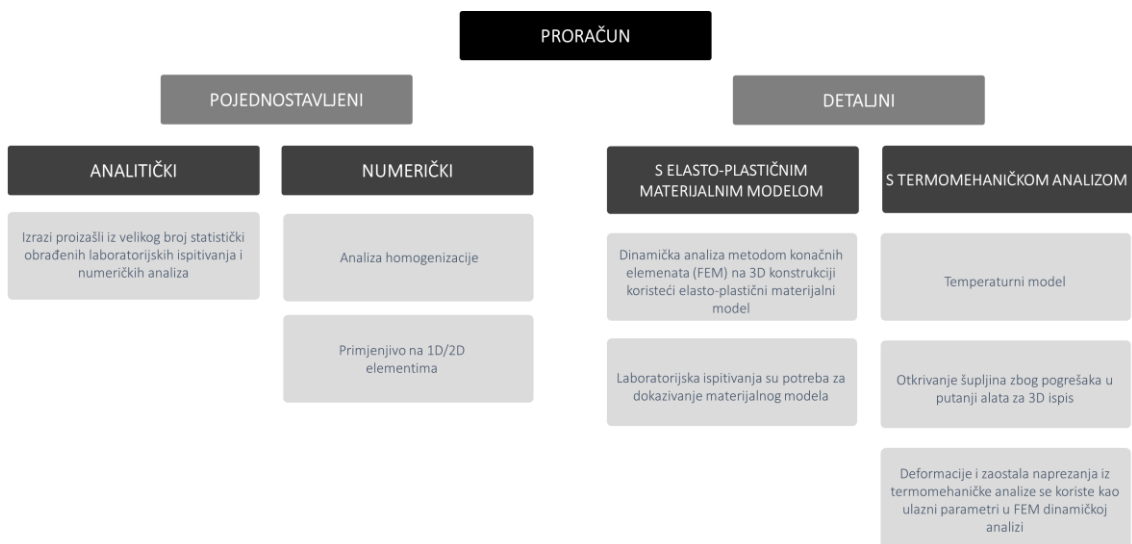 PRORAČUN
POJEDNOSTAVLJENI
ANALITIČKI
Izrazi proizašli iz velikog broj statistički
obrađenih laboratorijskih ispitivanja i
numeričkih analiza
NUMERIČKI
Analiza homogenizacije
Primjenjivo na 1D/2D
elementima
DETALJNI
S ELASTO-PLASTIČNIM
MATERIJALNIM MODELOM
Dinamička analiza metodom konačnih
elemenata (FEM) na 3D konstrukciji
koristeći elasto-plastični materijalni
model
Laboratorijska ispitivanja su potreba za
dokazivanje materijalnog modela
S TERMOMEHANIČKOM ANALIZOM
Temperaturni model
Otkrivanje šupljina zbog pogrešaka u
putanji alata za 3D ispis
Deformacije i zaostala naprezanja iz
termomehaničke analize se koriste kao
ulazni parametri u FEM dinamičkoj
analizi